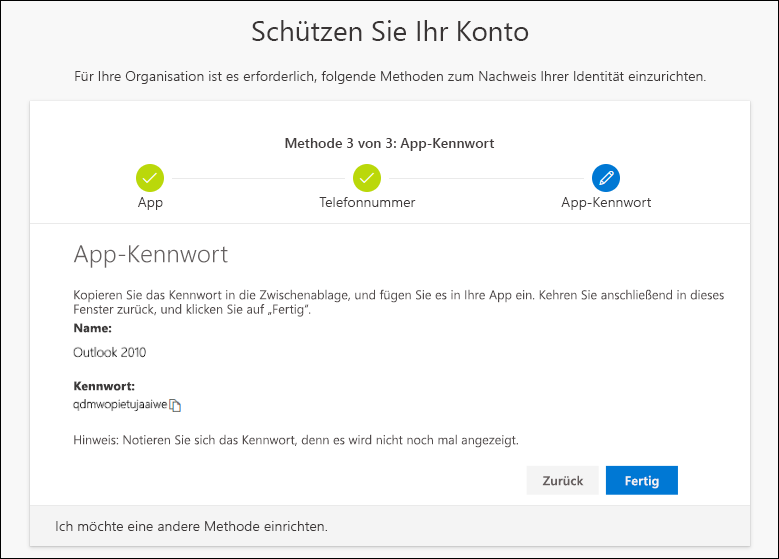 Schützen Sie Ihr Konto
Für Ihre Organisation ist es erforderlich, folgende Methoden zum Nachweis Ihrer Identität einzurichten.
Methode 3 von 3: App-Kennwort
App
Telefonnummer
App-Kennwort
App-Kennwort
Kopieren Sie das Kennwort in die Zwischenablage, und fügen Sie es in Ihre App ein. Kehren Sie anschließend in dieses
Fenster zurück, und klicken Sie auf „Fertig“.
Name:
Outlook 2010
Kennwort:
qdmwopietujaaiwe
Hinweis: Notieren Sie sich das Kennwort, denn es wird nicht noch mal angezeigt.
Zurück
Fertig
Ich möchte eine andere Methode einrichten.